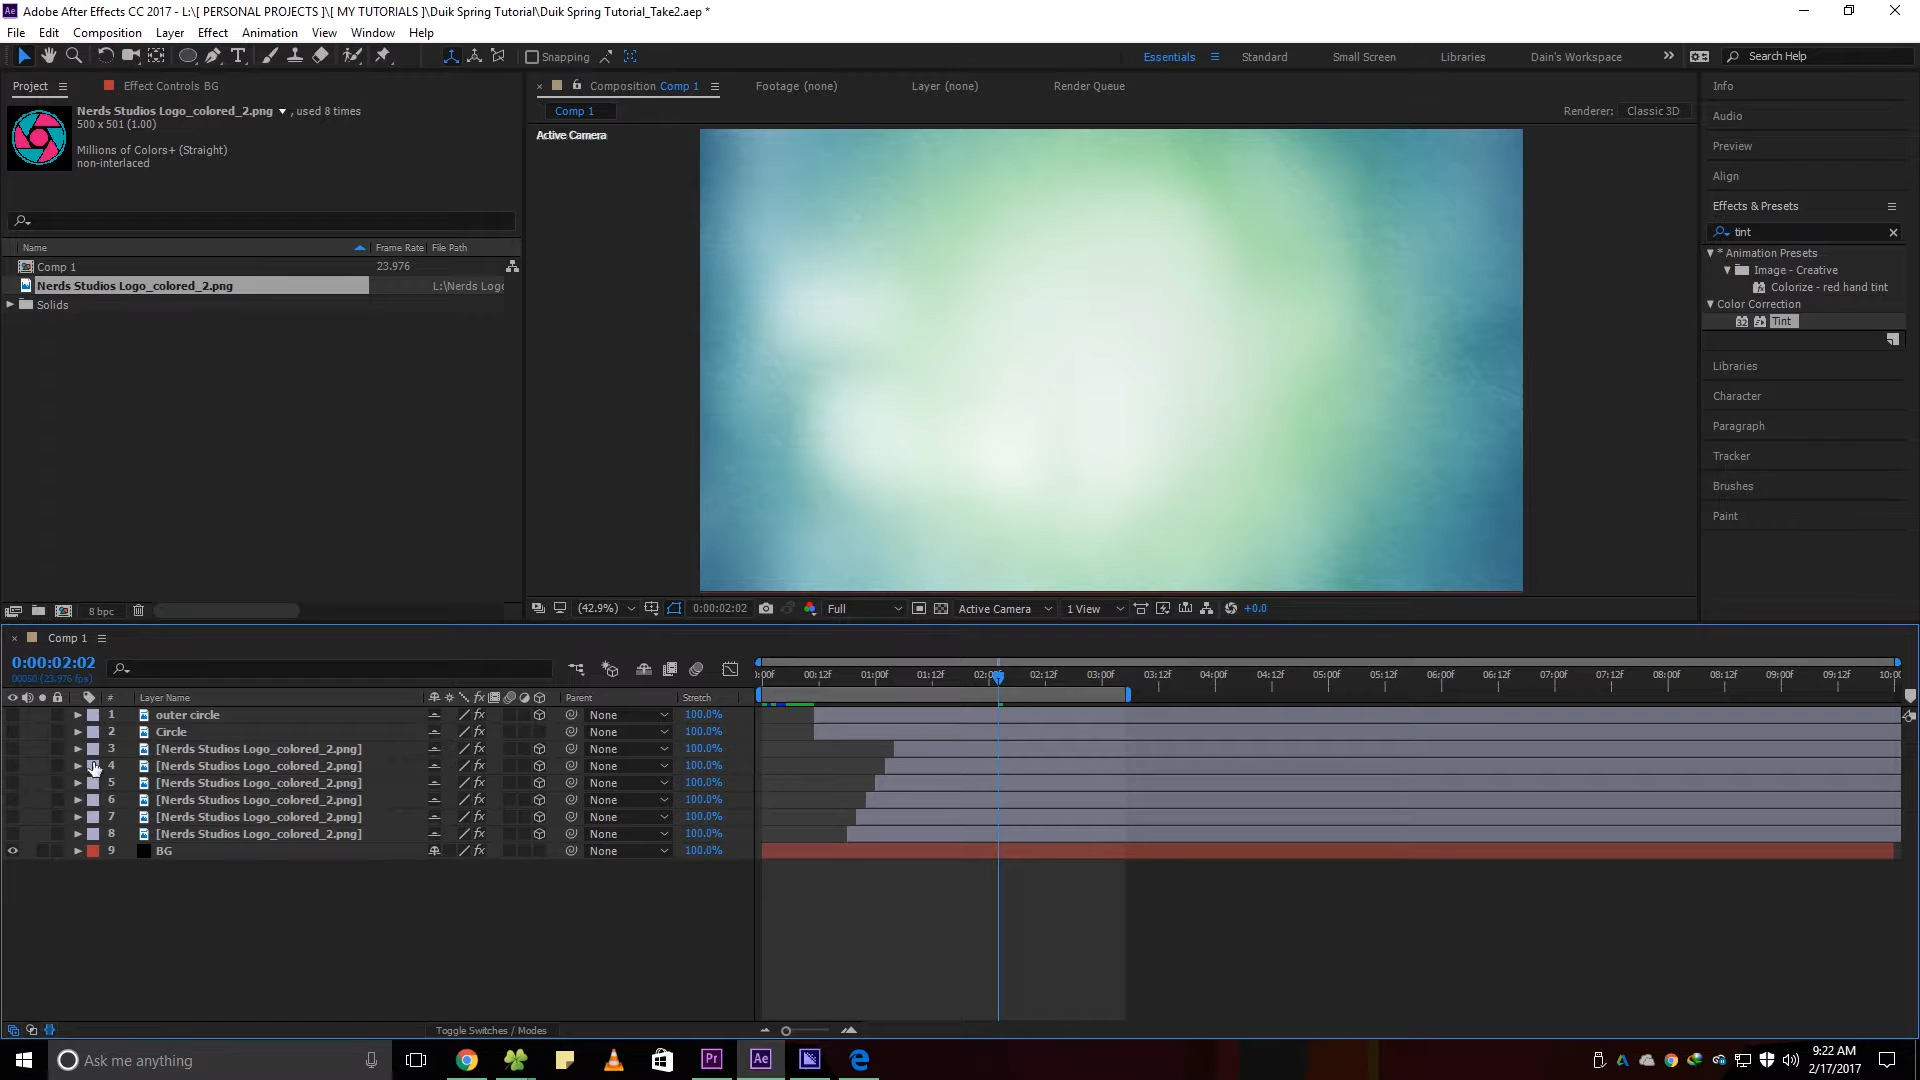 Adobe After Effects CC 2017 - L:\[ PERSONAL PROJECTS ]\[ MY TUTORIALS ]\Duik Spring Tutorial\Duik Spring Tutorial_Take2.aep *
File Edit Composition Layer Effect Animation View Window Help
Snapping Essentials Standard Small Screen Libraries Dain's Workspace Search Help
Project Effect Controls BG Composition Comp 1 Footage (none) Layer (none) Render Queue Info
Nerds Studios Logo_colored_2.png , used 8 times
500 x 501 (1.00)
Millions of Colors+ (Straight)
non-interlaced
Comp 1 Renderer: Classic 3D
Active Camera
Audio
Preview
Align
Effects & Presets
tint
* Animation Presets
Image - Creative
Colorize - red hand tint
Color Correction
32 Tint
Libraries
Character
Paragraph
Tracker
Brushes
Paint
Name Frame Rate File Path
Comp 1 23.976
Nerds Studios Logo_colored_2.png L:\Nerds Logo
Solids
8 bpc (42.9%) 0:00:02:02 Full Active Camera 1 View +0.0
Comp 1
0:00:02:02
00050 (23.976 fps)
:00f 00:12f 01:00f 01:12f 02:00f 02:12f 03:00f 03:12f 04:00f 04:12f 05:00f 05:12f 06:00f 06:12f 07:00f 07:12f 08:00f 08:12f 09:00f 09:12f 10:00
# Layer Name Parent Stretch
1 outer circle None 100.0%
2 Circle None 100.0%
3 [Nerds Studios Logo_colored_2.png] None 100.0%
4 [Nerds Studios Logo_colored_2.png] None 100.0%
5 [Nerds Studios Logo_colored_2.png] None 100.0%
6 [Nerds Studios Logo_colored_2.png] None 100.0%
7 [Nerds Studios Logo_colored_2.png] None 100.0%
8 [Nerds Studios Logo_colored_2.png] None 100.0%
9 BG None 100.0%
Toggle Switches / Modes
Ask me anything Pr Ae 9:22 AM
2/17/2017